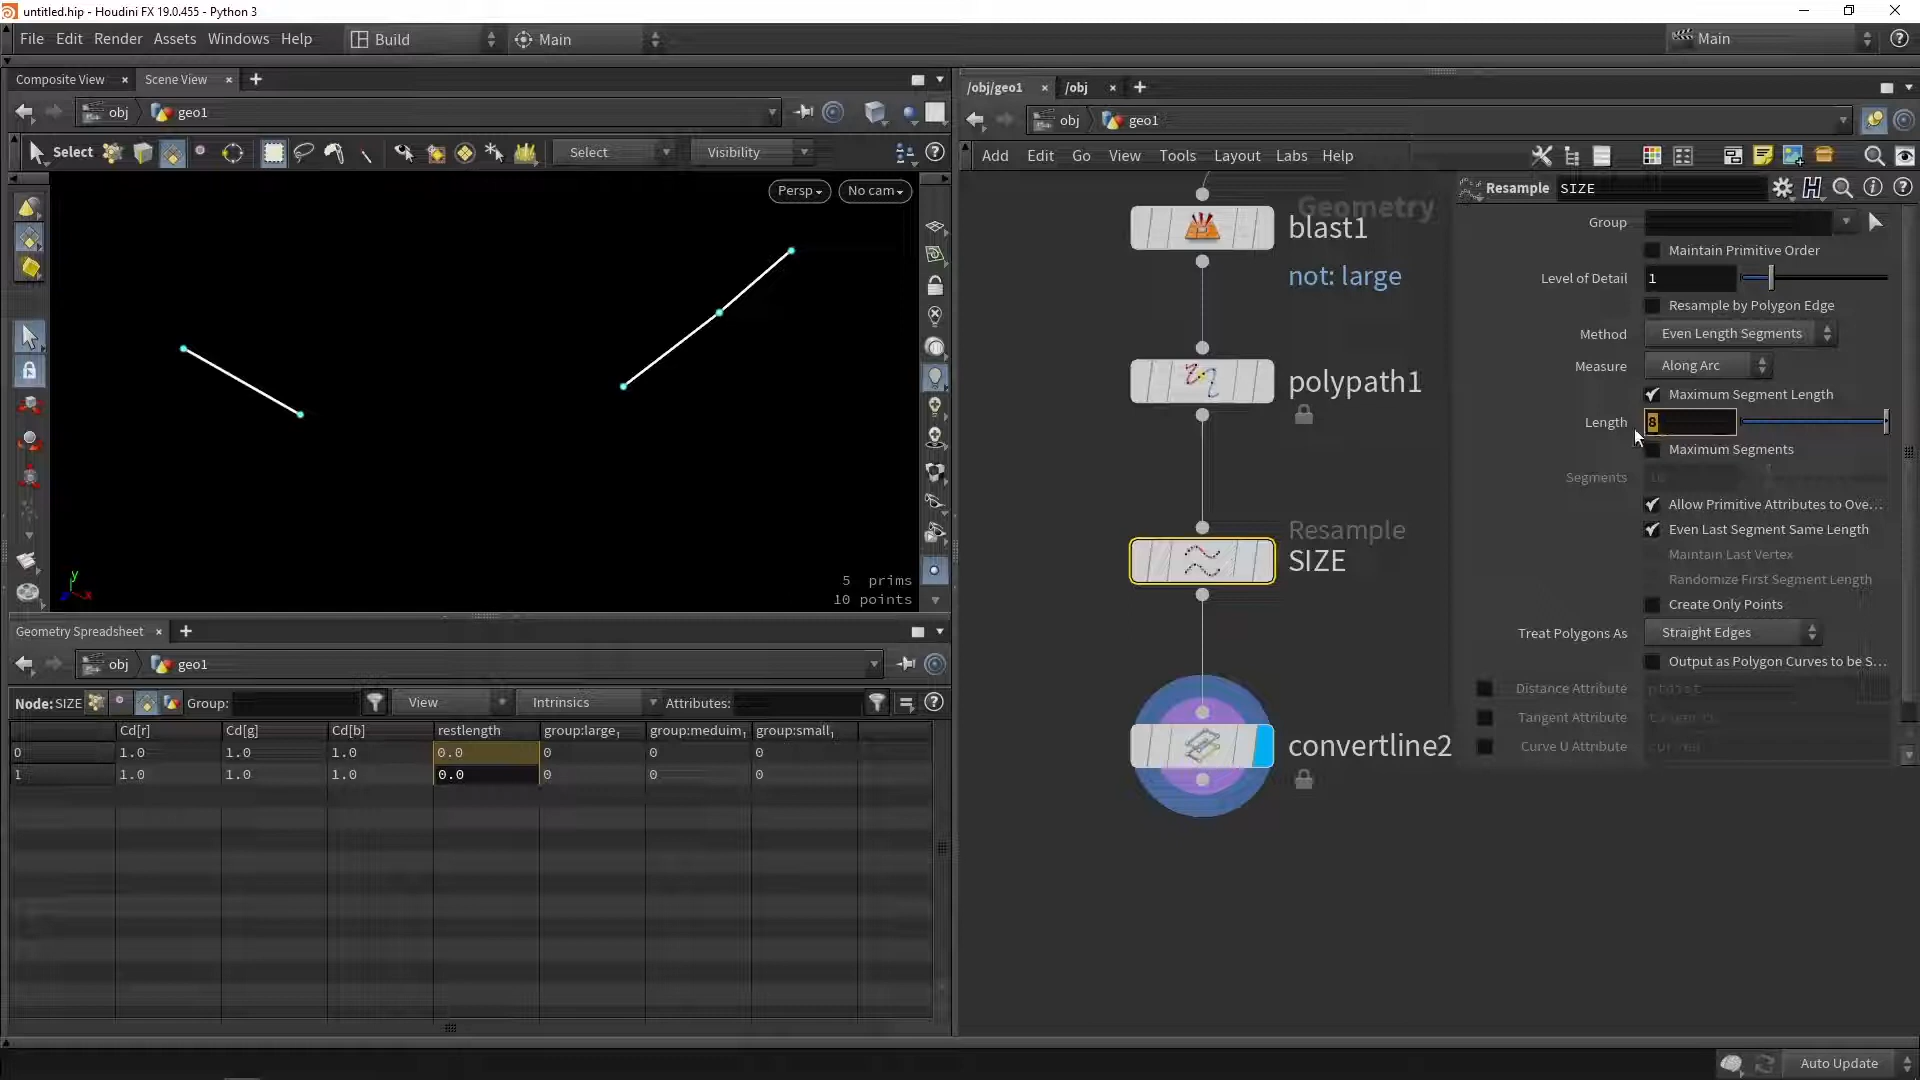 untitled.hip - Houdini FX 19.0.455 - Python 3
File Edit Render Assets Windows Help Build Main Main
Composite View Scene View
obj geo1
Select Select Visibility
Persp No cam
y
x
5 prims
10 points
Geometry Spreadsheet
obj geo1
Node: SIZE Group: View Intrinsics Attributes:
Cd[r] Cd[g] Cd[b] restlength group:large group:meduim group:small
0 1.0 1.0 1.0 0.0 0 0 0
1 1.0 1.0 1.0 0.0 0 0 0
/obj/geo1 /obj
obj geo1
Add Edit Go View Tools Layout Labs Help
Geometry
blast1
not: large
polypath1
Resample
SIZE
convertline2
Resample SIZE
Group
Maintain Primitive Order
Level of Detail 1
Resample by Polygon Edge
Method Even Length Segments
Measure Along Arc
Maximum Segment Length
Length 8
Maximum Segments
Segments 10
Allow Primitive Attributes to Ove...
Even Last Segment Same Length
Maintain Last Vertex
Randomize First Segment Length
Create Only Points
Treat Polygons As Straight Edges
Output as Polygon Curves to be S...
Distance Attribute ptdist
Tangent Attribute
Curve U Attribute
Auto Update